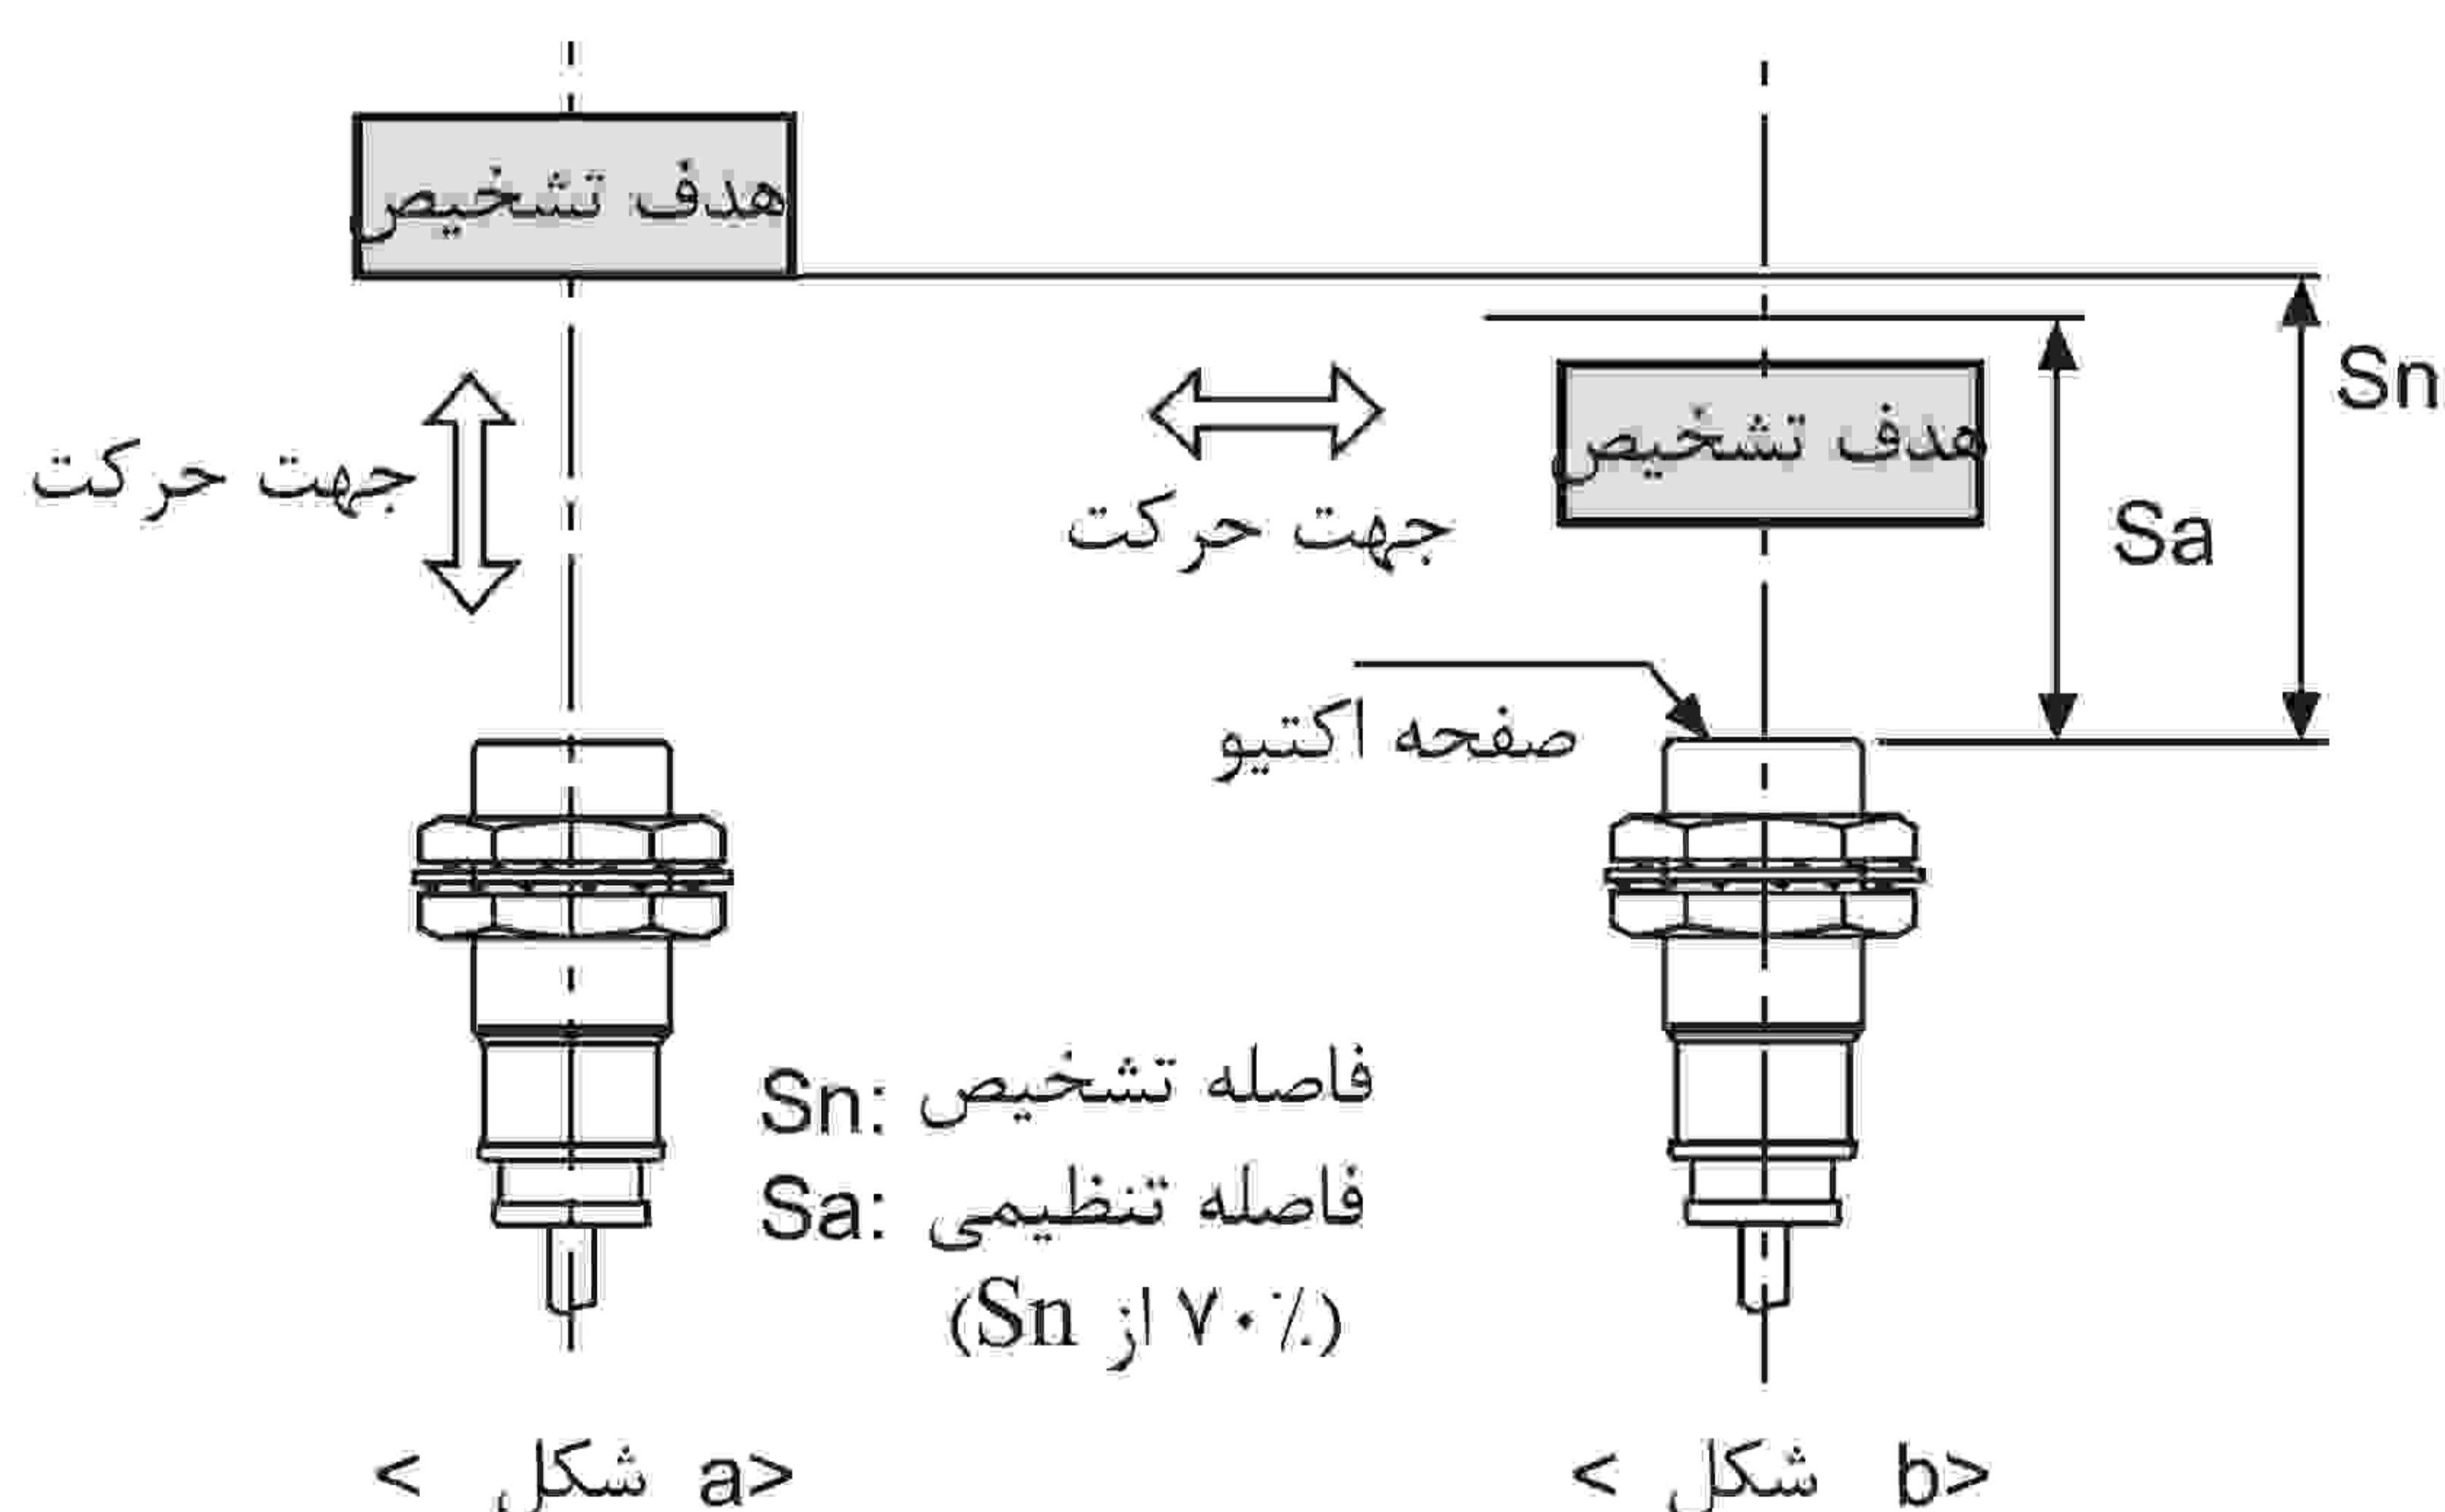 هدف تشخیص
Sn
هدف تشخیص
جهت حرکت
جهت حرکت
Sa
صفحه اکتیو
Sn: فاصله تشخیص
Sa: فاصله تنظیمی
(۷۰٪ از Sn)
< شکل a>
< شکل b>